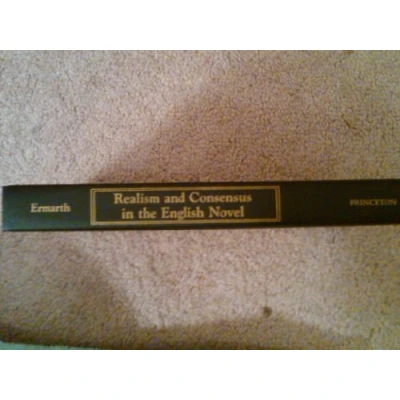 Ermarth
Realism and Consensus
in the English Novel
PRINCETON